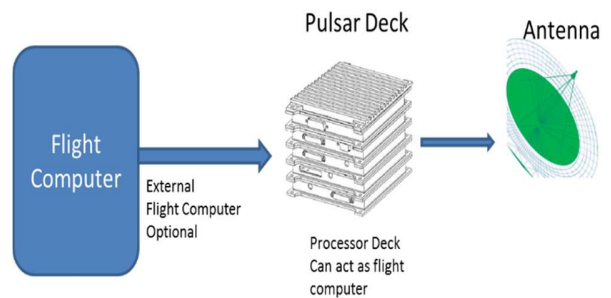 Pulsar Deck
Antenna
Flight
Computer
External
Flight Computer
Optional
Processor Deck
Can act as flight
computer